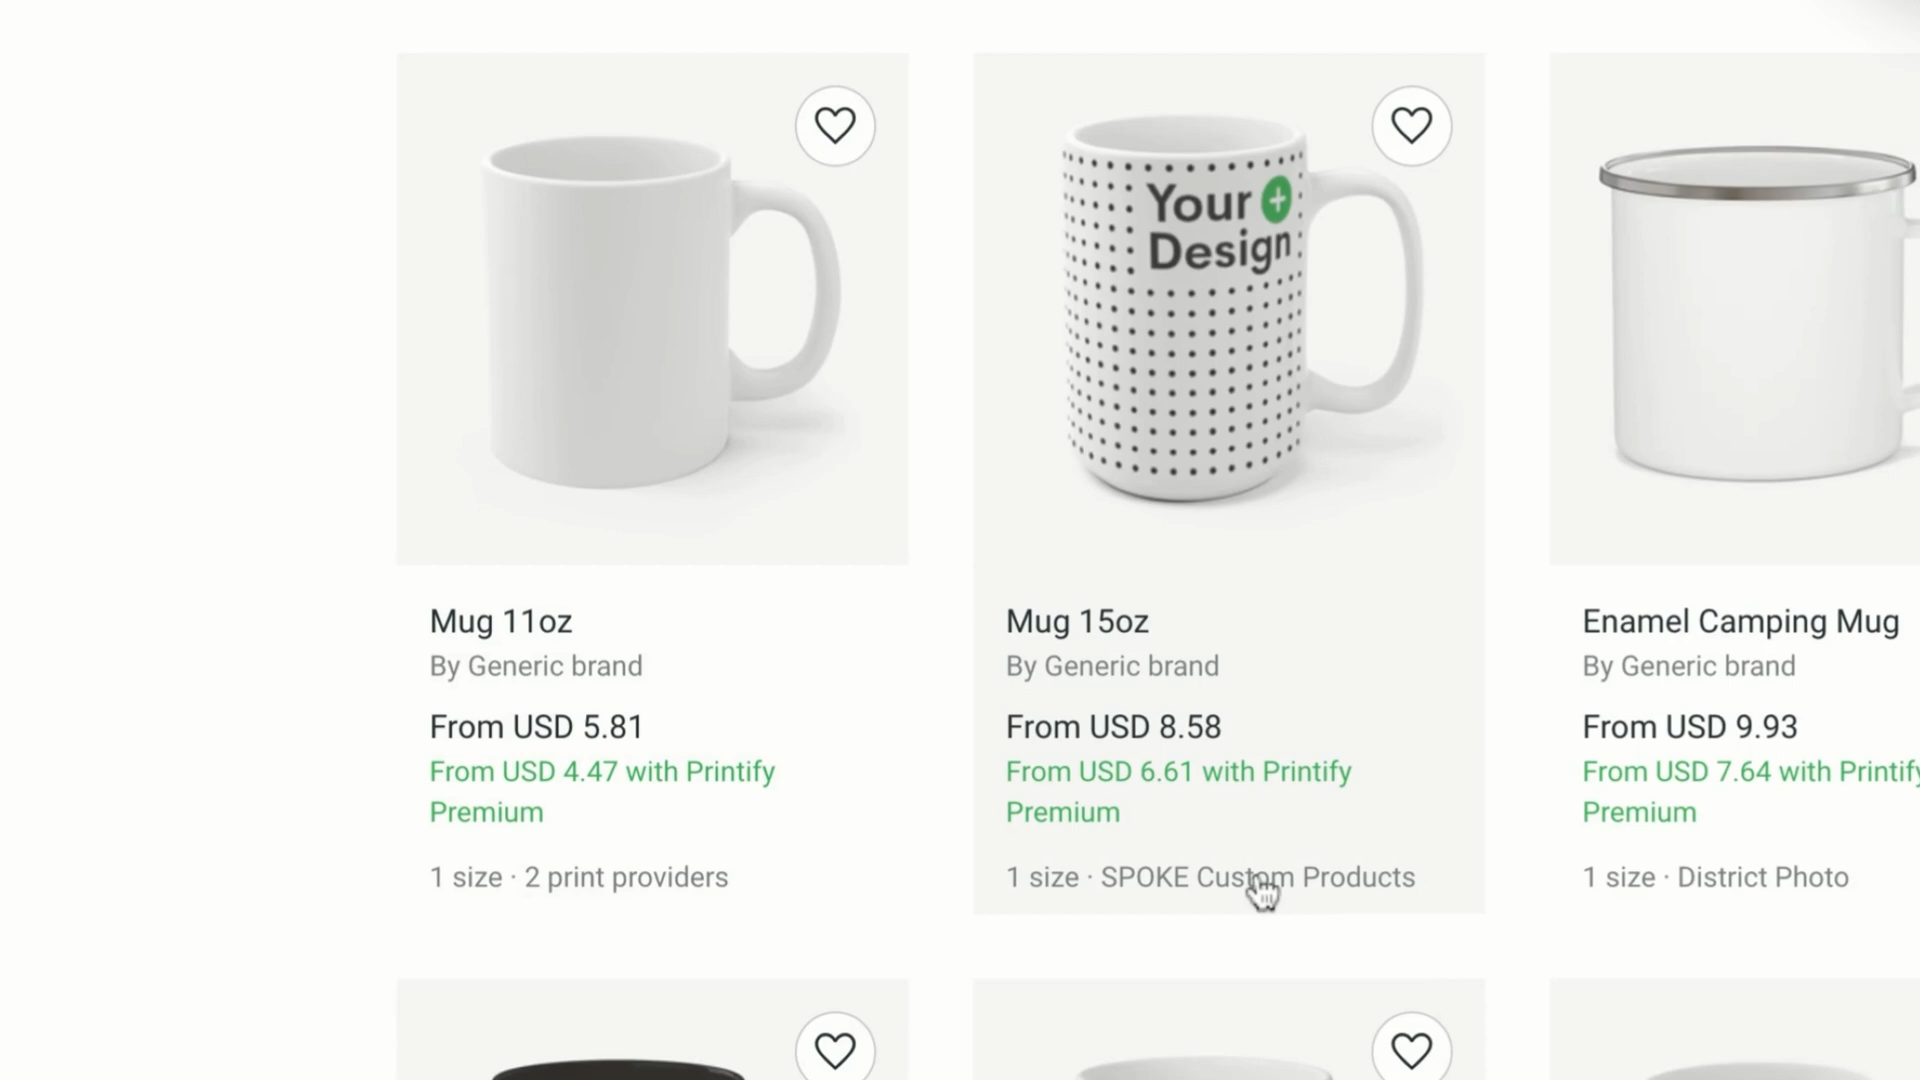 Your +
Design
Mug 11oz
By Generic brand
From USD 5.81
From USD 4.47 with Printify
Premium
1 size · 2 print providers
Mug 15oz
By Generic brand
From USD 8.58
From USD 6.61 with Printify
Premium
1 size · SPOKE Custom Products
Enamel Camping Mug
By Generic brand
From USD 9.93
From USD 7.64 with Printify
Premium
1 size · District Photo